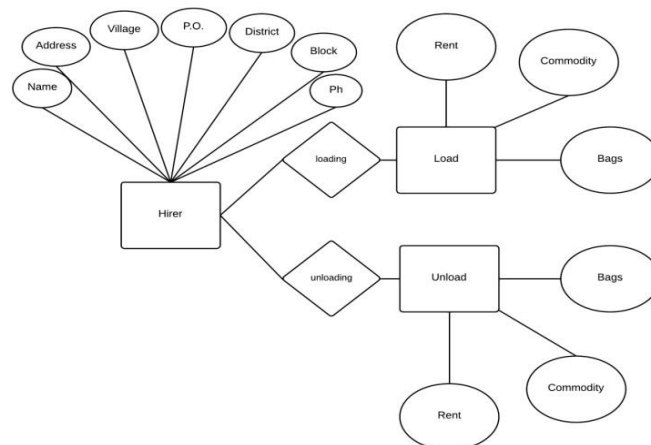 Name
Address
Village
P.O.
District
Block
Ph
Hirer
loading
Load
Rent
Commodity
Bags
unloading
Unload
Bags
Commodity
Rent